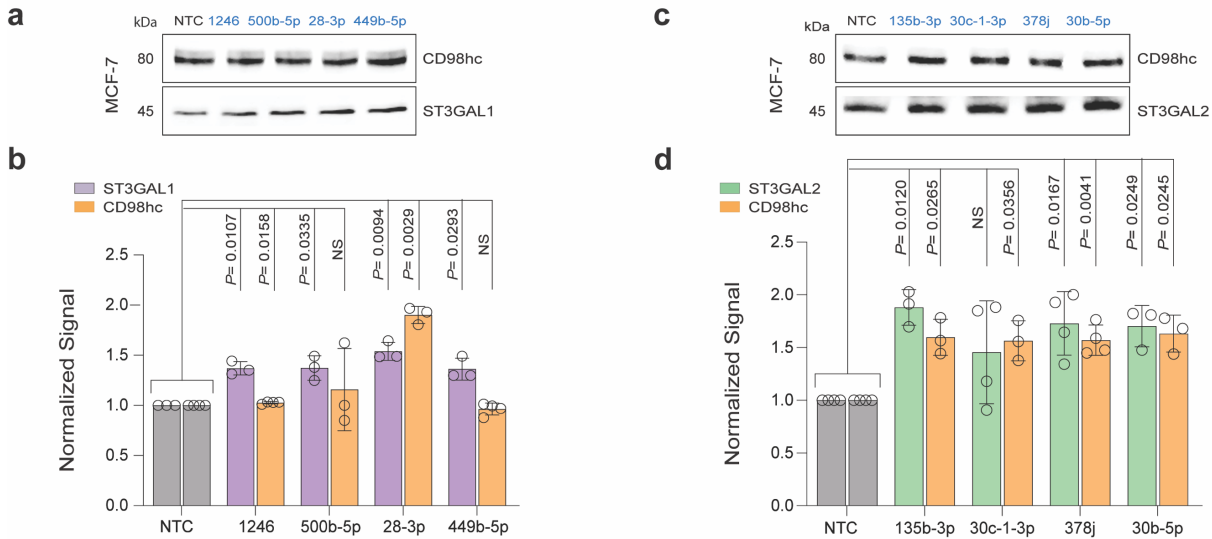 a
kDa NTC 1246 500b-5p 28-3p 449b-5p
MCF-7
80 CD98hc
45 ST3GAL1
b
ST3GAL1
CD98hc
P= 0.0107
P= 0.0158
P= 0.0335
NS
P= 0.0094
P= 0.0029
P= 0.0293
NS
Normalized Signal
2.5
2.0
1.5
1.0
0.5
0.0
NTC 1246 500b-5p 28-3p 449b-5p
c
kDa NTC 135b-3p 30c-1-3p 378j 30b-5p
MCF-7
80 CD98hc
45 ST3GAL2
d
ST3GAL2
CD98hc
P= 0.0120
P= 0.0265
NS
P= 0.0356
P= 0.0167
P= 0.0041
P= 0.0249
P= 0.0245
Normalized Signal
2.5
2.0
1.5
1.0
0.5
0.0
NTC 135b-3p 30c-1-3p 378j 30b-5p